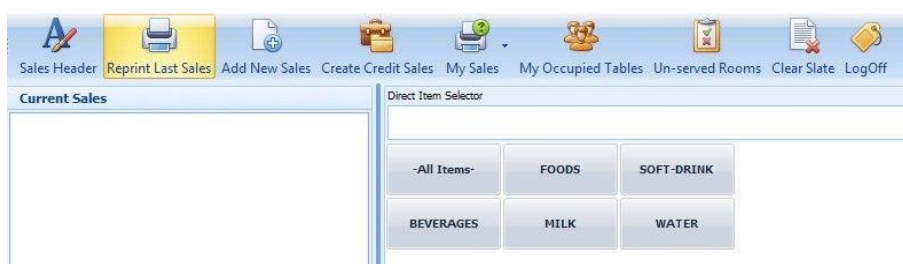 Sales Header Reprint Last Sales Add New Sales Create Credit Sales My Sales My Occupied Tables Un-served Rooms Clear Slate LogOff
Current Sales
Direct Item Selector
-All Items- FOODS SOFT-DRINK
BEVERAGES MILK WATER